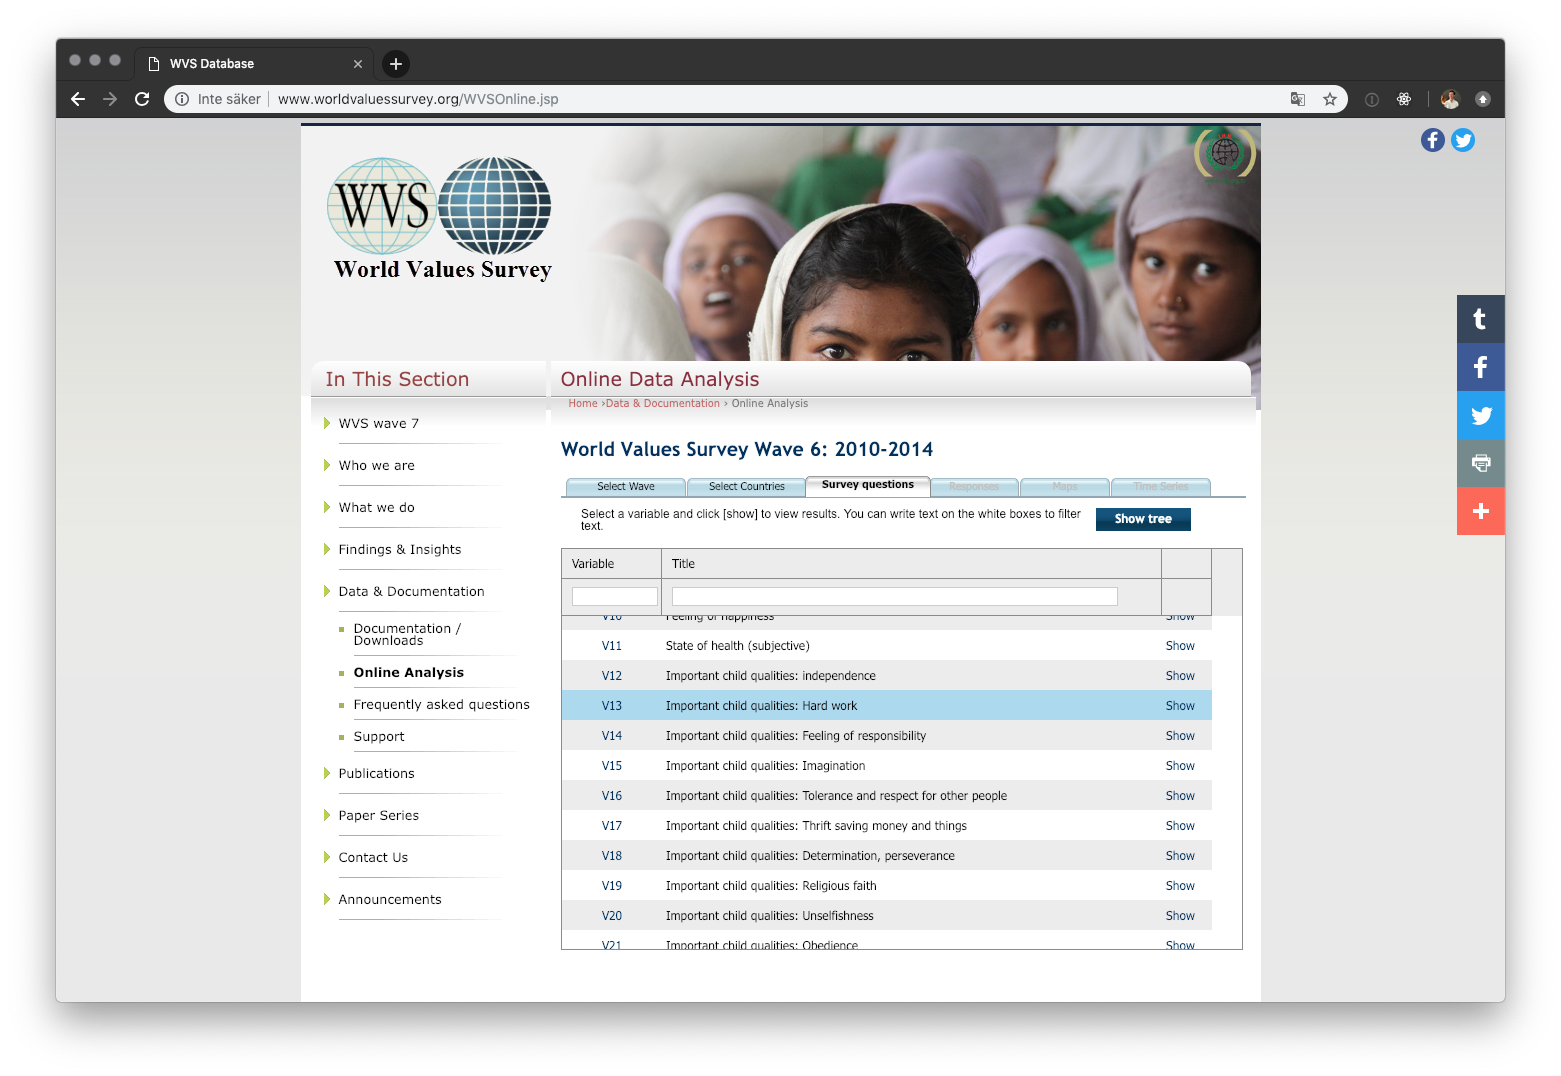 WVS Database
Inte säker
www.worldvaluessurvey.org/WVSOnline.jsp
WVS
World Values Survey
In This Section
Online Data Analysis
Home ›Data & Documentation › Online Analysis
WVS wave 7
Who we are
What we do
Findings & Insights
Data & Documentation
Documentation /
Downloads
Online Analysis
Frequently asked questions
Support
Publications
Paper Series
Contact Us
Announcements
World Values Survey Wave 6: 2010-2014
Select Wave
Select Countries
Survey questions
Responses
Maps
Time Series
Select a variable and click [show] to view results. You can write text on the white boxes to filter
text.
Show tree
Variable Title
V10 Feeling of happiness Show
V11 State of health (subjective) Show
V12 Important child qualities: independence Show
V13 Important child qualities: Hard work Show
V14 Important child qualities: Feeling of responsibility Show
V15 Important child qualities: Imagination Show
V16 Important child qualities: Tolerance and respect for other people Show
V17 Important child qualities: Thrift saving money and things Show
V18 Important child qualities: Determination, perseverance Show
V19 Important child qualities: Religious faith Show
V20 Important child qualities: Unselfishness Show
V21 Important child qualities: Obedience Show